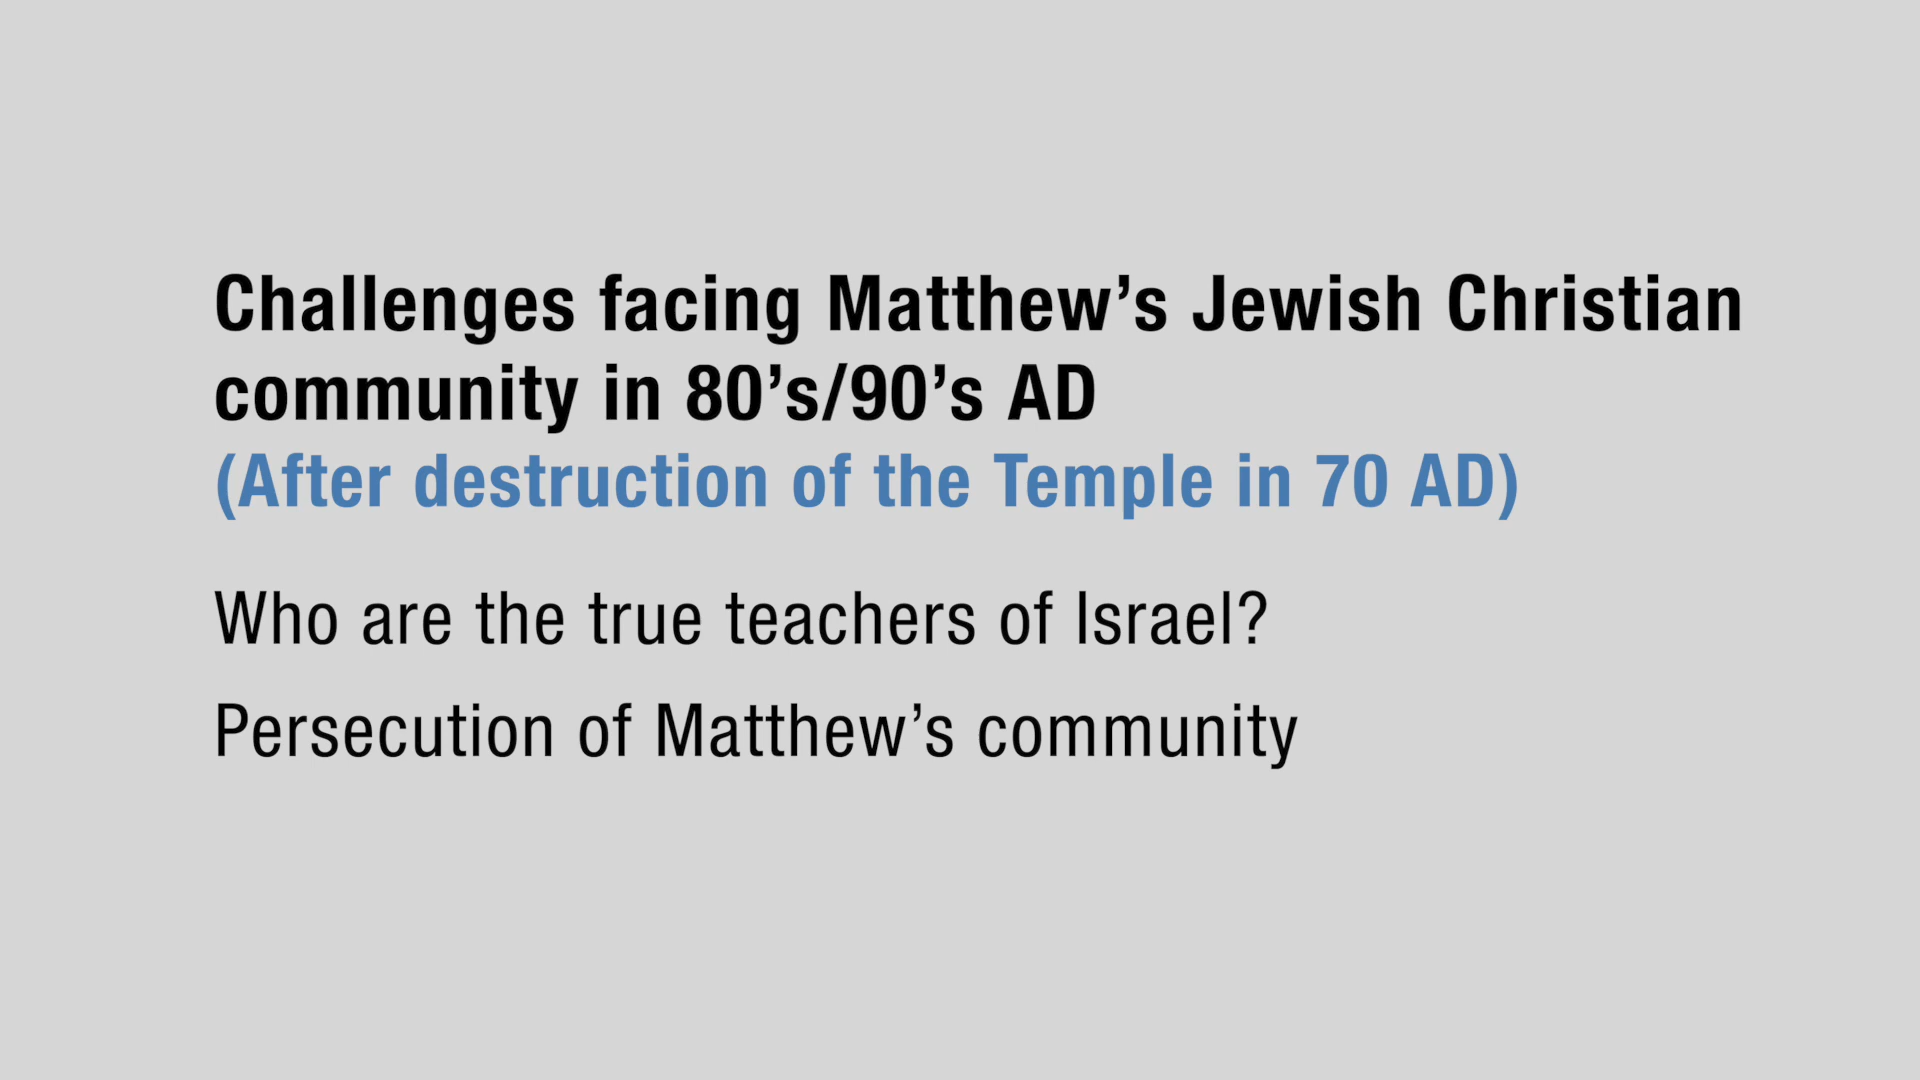 Challenges facing Matthew’s Jewish Christian
community in 80’s/90’s AD
(After destruction of the Temple in 70 AD)
Who are the true teachers of Israel?
Persecution of Matthew’s community